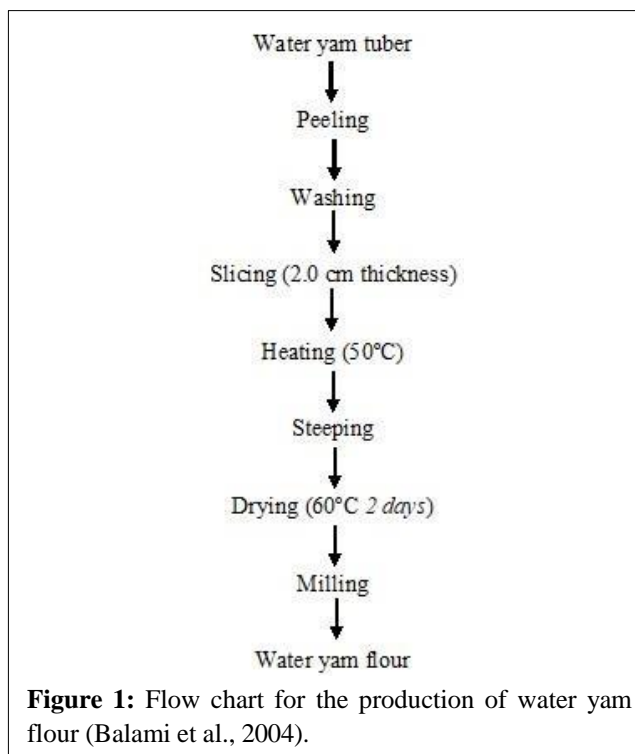 Water yam tuber
Peeling
Washing
Slicing (2.0 cm thickness)
Heating (50°C)
Steeping
Drying (60°C 2 days)
Milling
Water yam flour
Figure 1: Flow chart for the production of water yam
flour (Balami et al., 2004).